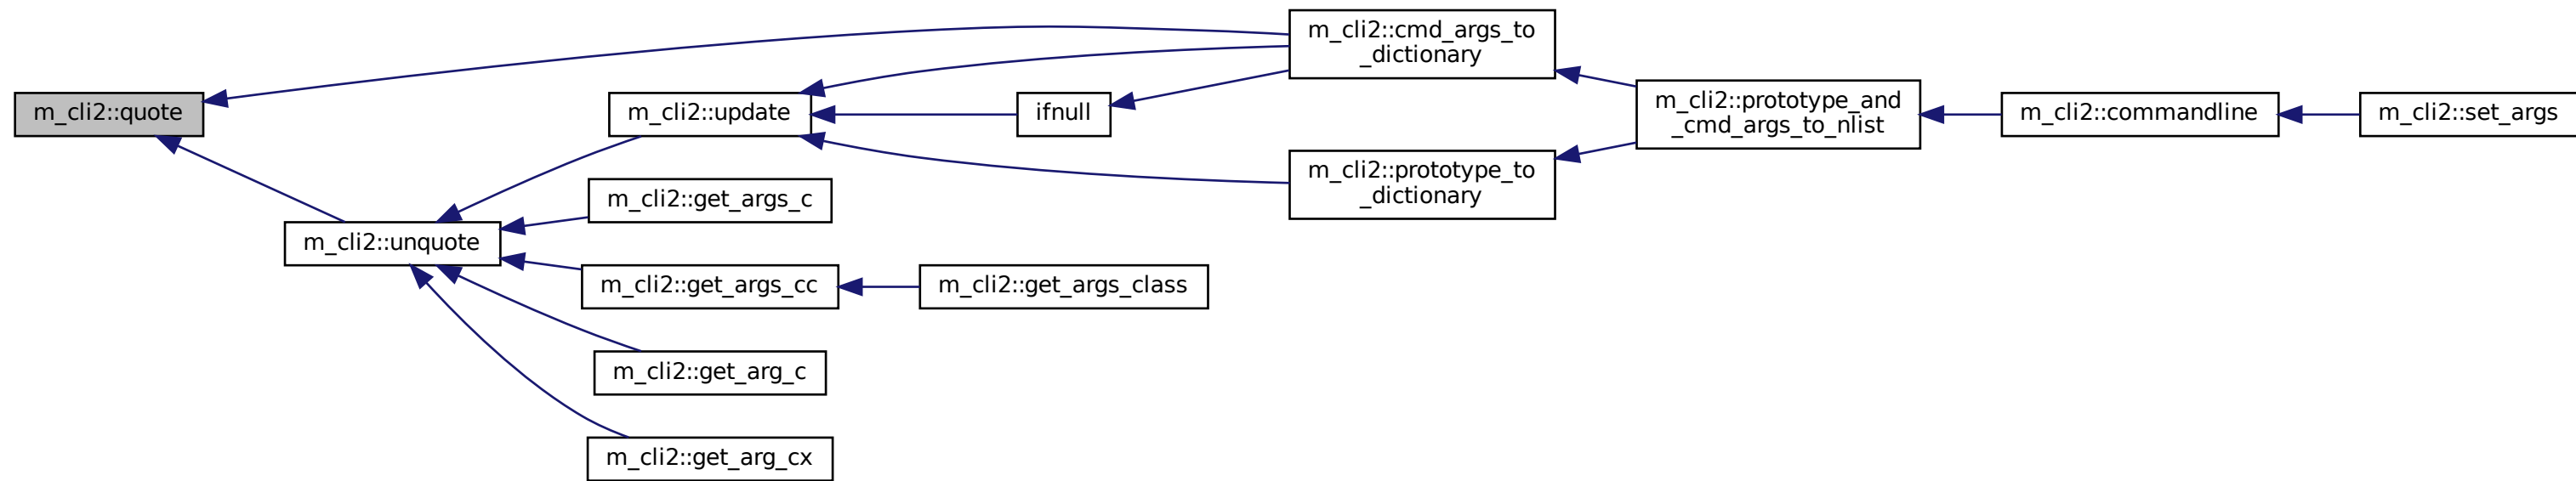 m_cli2::quote
m_cli2::unquote
m_cli2::update
m_cli2::get_args_c
m_cli2::get_args_cc
m_cli2::get_arg_c
m_cli2::get_arg_cx
ifnull
m_cli2::get_args_class
m_cli2::cmd_args_to
_dictionary
m_cli2::prototype_to
_dictionary
m_cli2::prototype_and
_cmd_args_to_nlist
m_cli2::commandline
m_cli2::set_args